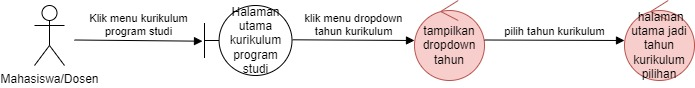 Mahasiswa/Dosen
Klik menu kurikulum
program studi
Halaman
utama
kurikulum
program
studi
klik menu dropdown
tahun kurikulum
tampilkan
dropdown
tahun
pilih tahun kurikulum
halaman
utama jadi
tahun
kurikulum
pilihan